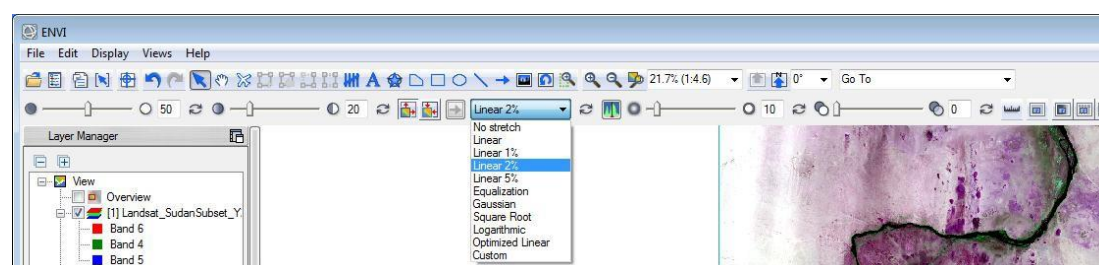 ENVI
File Edit Display Views Help
21.7% (1:4.6) 0° Go To
50 20 Linear 2% 10 0
Layer Manager
No stretch
Linear
Linear 1%
Linear 2%
Linear 5%
Equalization
Gaussian
Square Root
Logarithmic
Optimized Linear
Custom
View
Overview
[1] Landsat_SudanSubset_Y.
Band 6
Band 4
Band 5